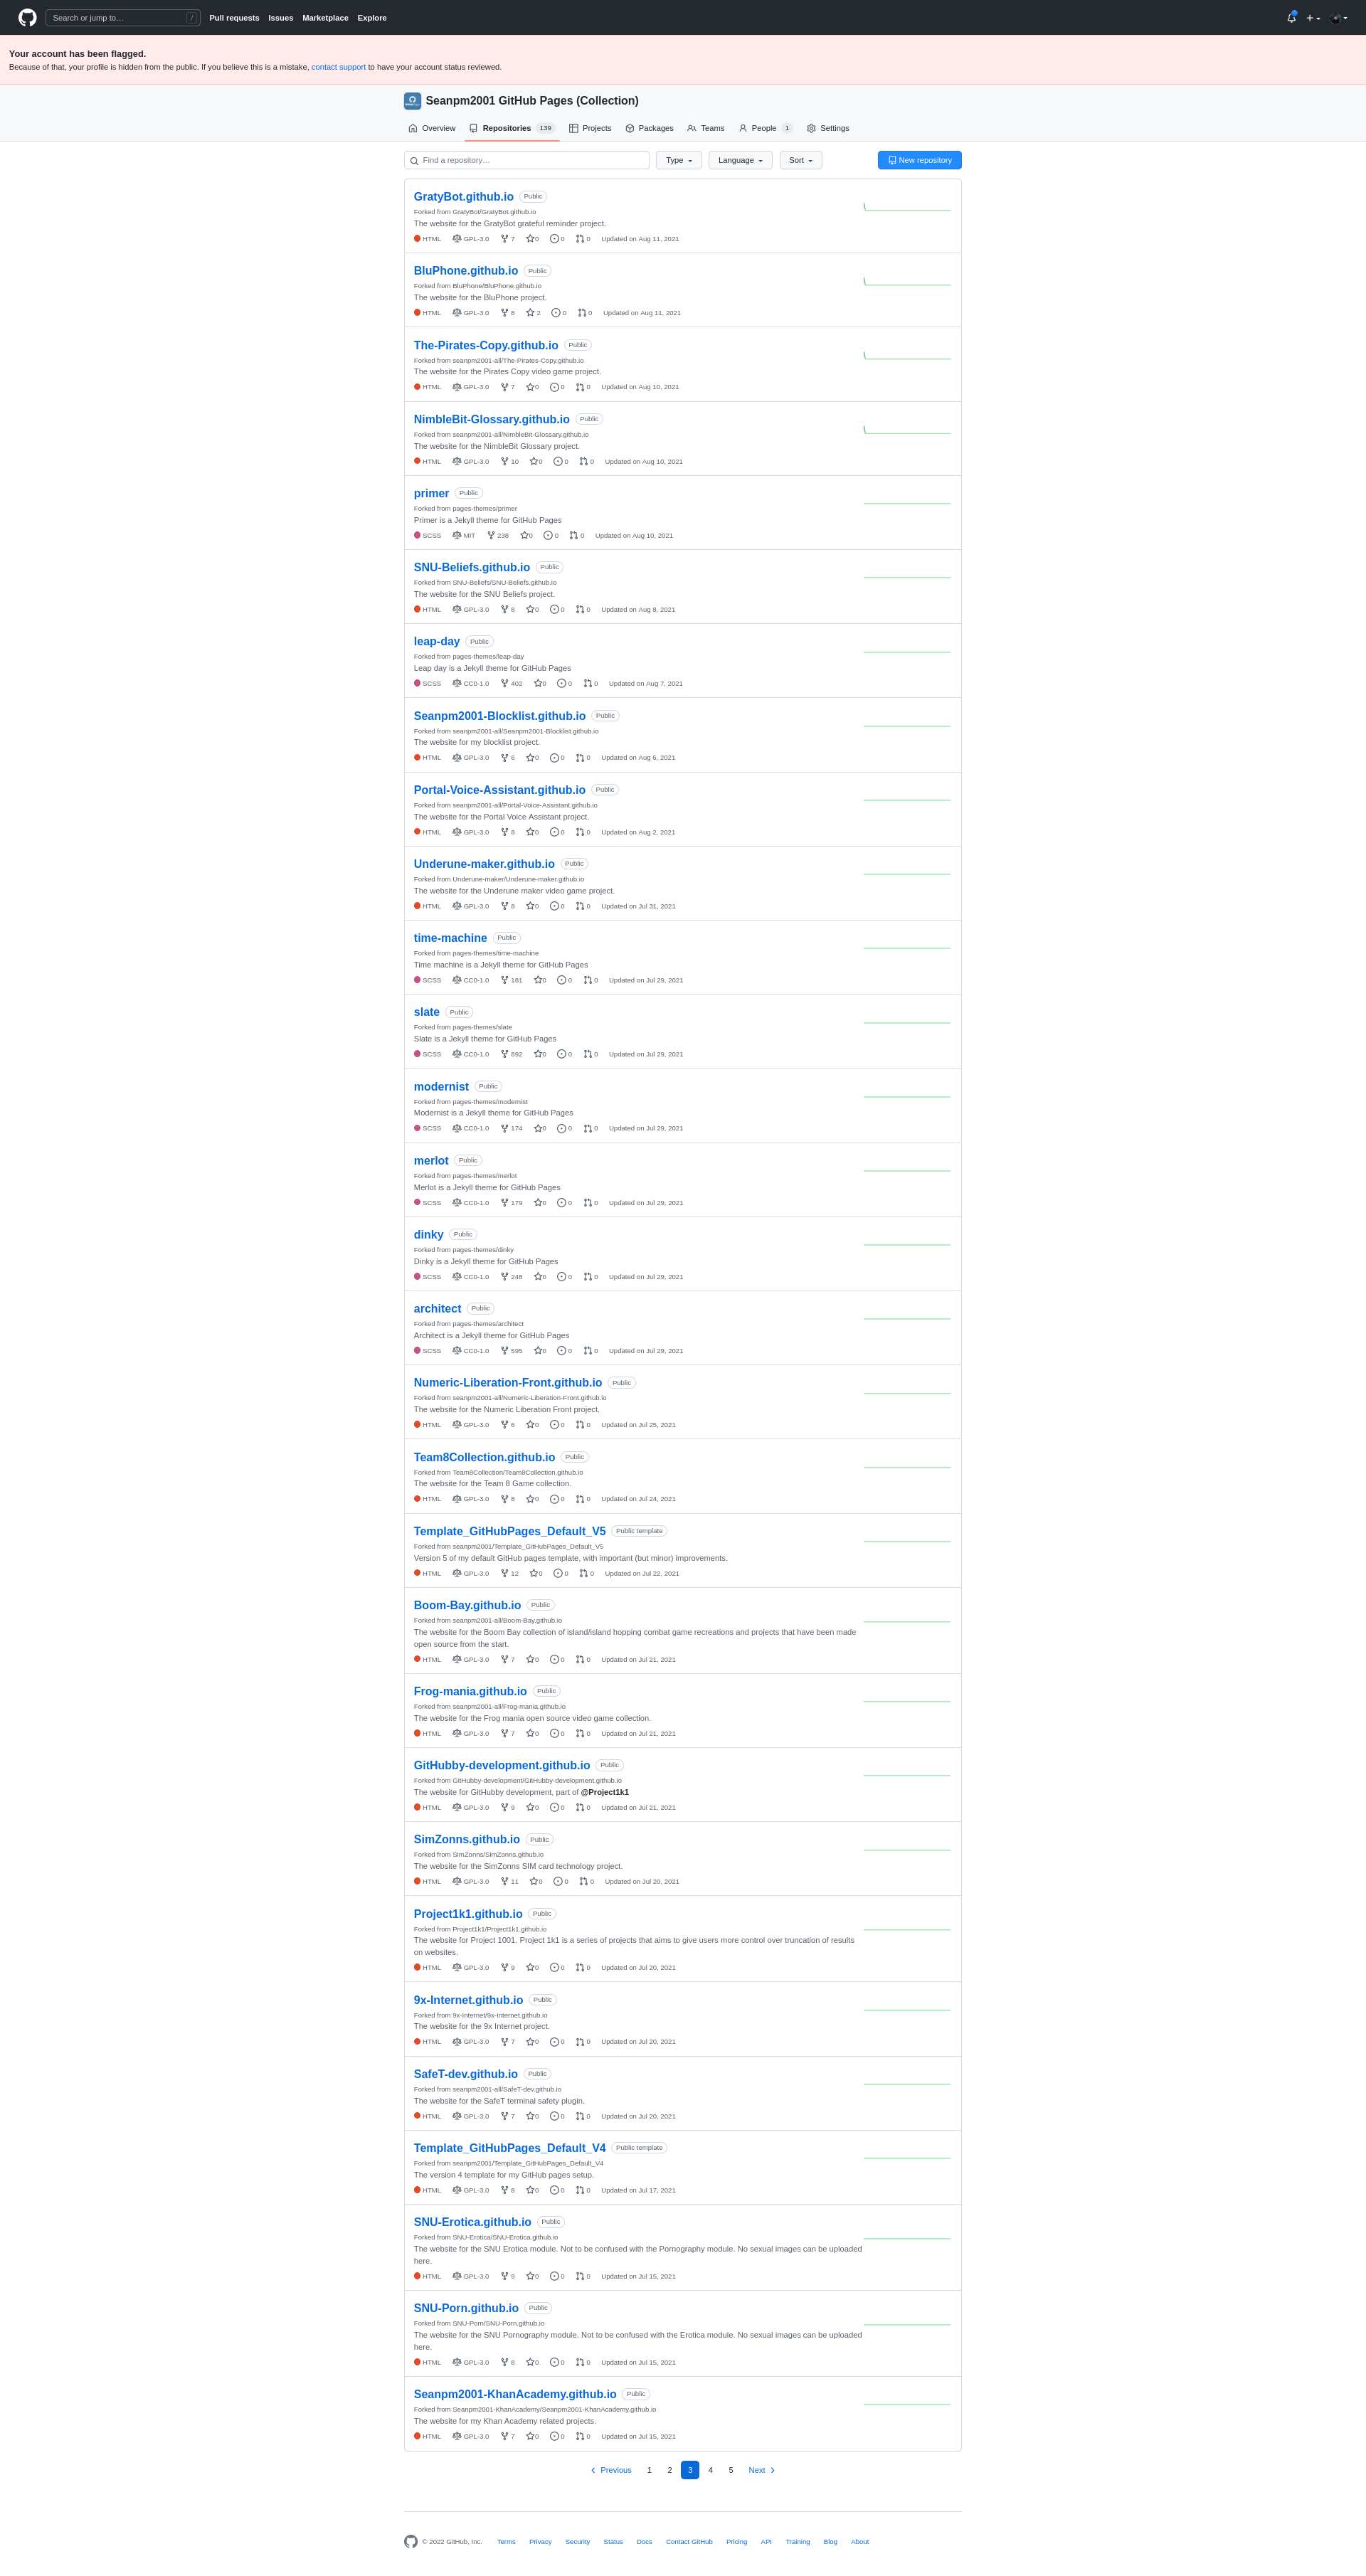 Search or jump to… /
Pull requests Issues Marketplace Explore
Your account has been flagged.
Because of that, your profile is hidden from the public. If you believe this is a mistake, contact support to have your account status reviewed.
Seanpm2001 GitHub Pages (Collection)
Overview Repositories 139 Projects Packages Teams People 1 Settings
Find a repository… Type Language Sort New repository
GratyBot.github.io Public
Forked from GratyBot/GratyBot.github.io
The website for the GratyBot grateful reminder project.
HTML GPL-3.0 7 0 0 0 Updated on Aug 11, 2021
BluPhone.github.io Public
Forked from BluPhone/BluPhone.github.io
The website for the BluPhone project.
HTML GPL-3.0 8 2 0 0 Updated on Aug 11, 2021
The-Pirates-Copy.github.io Public
Forked from seanpm2001-all/The-Pirates-Copy.github.io
The website for the Pirates Copy video game project.
HTML GPL-3.0 7 0 0 0 Updated on Aug 10, 2021
NimbleBit-Glossary.github.io Public
Forked from seanpm2001-all/NimbleBit-Glossary.github.io
The website for the NimbleBit Glossary project.
HTML GPL-3.0 10 0 0 0 Updated on Aug 10, 2021
primer Public
Forked from pages-themes/primer
Primer is a Jekyll theme for GitHub Pages
SCSS MIT 238 0 0 0 Updated on Aug 10, 2021
SNU-Beliefs.github.io Public
Forked from SNU-Beliefs/SNU-Beliefs.github.io
The website for the SNU Beliefs project.
HTML GPL-3.0 8 0 0 0 Updated on Aug 8, 2021
leap-day Public
Forked from pages-themes/leap-day
Leap day is a Jekyll theme for GitHub Pages
SCSS CC0-1.0 402 0 0 0 Updated on Aug 7, 2021
Seanpm2001-Blocklist.github.io Public
Forked from seanpm2001-all/Seanpm2001-Blocklist.github.io
The website for my blocklist project.
HTML GPL-3.0 6 0 0 0 Updated on Aug 6, 2021
Portal-Voice-Assistant.github.io Public
Forked from seanpm2001-all/Portal-Voice-Assistant.github.io
The website for the Portal Voice Assistant project.
HTML GPL-3.0 8 0 0 0 Updated on Aug 2, 2021
Underune-maker.github.io Public
Forked from Underune-maker/Underune-maker.github.io
The website for the Underune maker video game project.
HTML GPL-3.0 8 0 0 0 Updated on Jul 31, 2021
time-machine Public
Forked from pages-themes/time-machine
Time machine is a Jekyll theme for GitHub Pages
SCSS CC0-1.0 181 0 0 0 Updated on Jul 29, 2021
slate Public
Forked from pages-themes/slate
Slate is a Jekyll theme for GitHub Pages
SCSS CC0-1.0 892 0 0 0 Updated on Jul 29, 2021
modernist Public
Forked from pages-themes/modernist
Modernist is a Jekyll theme for GitHub Pages
SCSS CC0-1.0 174 0 0 0 Updated on Jul 29, 2021
merlot Public
Forked from pages-themes/merlot
Merlot is a Jekyll theme for GitHub Pages
SCSS CC0-1.0 179 0 0 0 Updated on Jul 29, 2021
dinky Public
Forked from pages-themes/dinky
Dinky is a Jekyll theme for GitHub Pages
SCSS CC0-1.0 248 0 0 0 Updated on Jul 29, 2021
architect Public
Forked from pages-themes/architect
Architect is a Jekyll theme for GitHub Pages
SCSS CC0-1.0 595 0 0 0 Updated on Jul 29, 2021
Numeric-Liberation-Front.github.io Public
Forked from seanpm2001-all/Numeric-Liberation-Front.github.io
The website for the Numeric Liberation Front project.
HTML GPL-3.0 6 0 0 0 Updated on Jul 25, 2021
Team8Collection.github.io Public
Forked from Team8Collection/Team8Collection.github.io
The website for the Team 8 Game collection.
HTML GPL-3.0 8 0 0 0 Updated on Jul 24, 2021
Template_GitHubPages_Default_V5 Public template
Forked from seanpm2001/Template_GitHubPages_Default_V5
Version 5 of my default GitHub pages template, with important (but minor) improvements.
HTML GPL-3.0 12 0 0 0 Updated on Jul 22, 2021
Boom-Bay.github.io Public
Forked from seanpm2001-all/Boom-Bay.github.io
The website for the Boom Bay collection of island/island hopping combat game recreations and projects that have been made
open source from the start.
HTML GPL-3.0 7 0 0 0 Updated on Jul 21, 2021
Frog-mania.github.io Public
Forked from seanpm2001-all/Frog-mania.github.io
The website for the Frog mania open source video game collection.
HTML GPL-3.0 7 0 0 0 Updated on Jul 21, 2021
GitHubby-development.github.io Public
Forked from GitHubby-development/GitHubby-development.github.io
The website for GitHubby development, part of @Project1k1
HTML GPL-3.0 9 0 0 0 Updated on Jul 21, 2021
SimZonns.github.io Public
Forked from SimZonns/SimZonns.github.io
The website for the SimZonns SIM card technology project.
HTML GPL-3.0 11 0 0 0 Updated on Jul 20, 2021
Project1k1.github.io Public
Forked from Project1k1/Project1k1.github.io
The website for Project 1001. Project 1k1 is a series of projects that aims to give users more control over truncation of results
on websites.
HTML GPL-3.0 9 0 0 0 Updated on Jul 20, 2021
9x-Internet.github.io Public
Forked from 9x-Internet/9x-Internet.github.io
The website for the 9x Internet project.
HTML GPL-3.0 7 0 0 0 Updated on Jul 20, 2021
SafeT-dev.github.io Public
Forked from seanpm2001-all/SafeT-dev.github.io
The website for the SafeT terminal safety plugin.
HTML GPL-3.0 7 0 0 0 Updated on Jul 20, 2021
Template_GitHubPages_Default_V4 Public template
Forked from seanpm2001/Template_GitHubPages_Default_V4
The version 4 template for my GitHub pages setup.
HTML GPL-3.0 8 0 0 0 Updated on Jul 17, 2021
SNU-Erotica.github.io Public
Forked from SNU-Erotica/SNU-Erotica.github.io
The website for the SNU Erotica module. Not to be confused with the Pornography module. No sexual images can be uploaded
here.
HTML GPL-3.0 9 0 0 0 Updated on Jul 15, 2021
SNU-Porn.github.io Public
Forked from SNU-Porn/SNU-Porn.github.io
The website for the SNU Pornography module. Not to be confused with the Erotica module. No sexual images can be uploaded
here.
HTML GPL-3.0 8 0 0 0 Updated on Jul 15, 2021
Seanpm2001-KhanAcademy.github.io Public
Forked from Seanpm2001-KhanAcademy/Seanpm2001-KhanAcademy.github.io
The website for my Khan Academy related projects.
HTML GPL-3.0 7 0 0 0 Updated on Jul 15, 2021
Previous 1 2 3 4 5 Next
© 2022 GitHub, Inc. Terms Privacy Security Status Docs Contact GitHub Pricing API Training Blog About